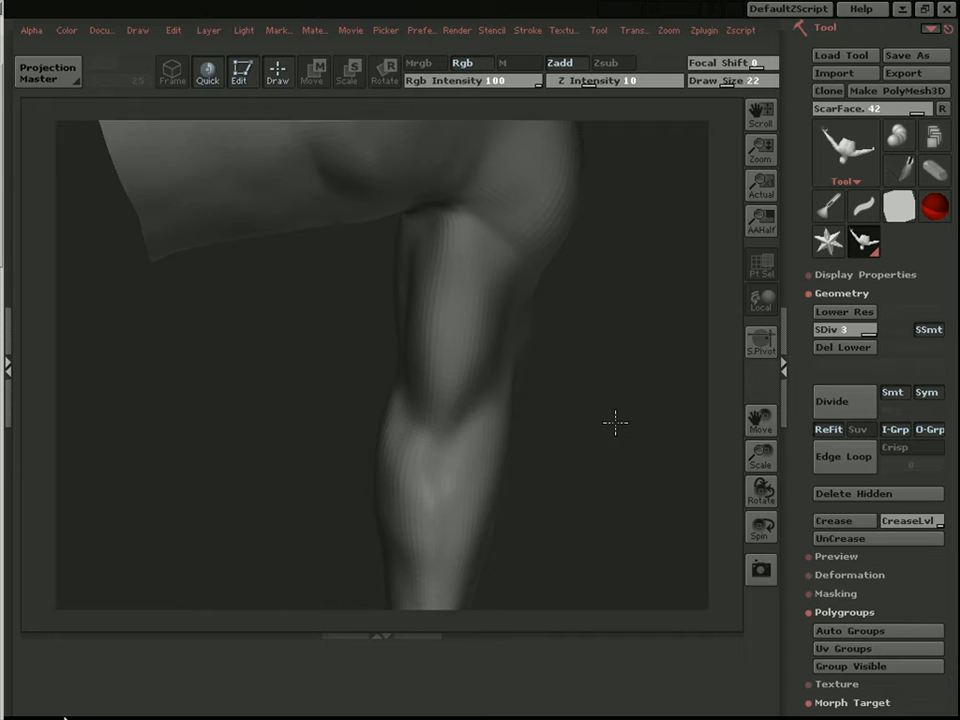 DefaultZScript Help
Alpha Color Docu.. Draw Edit Layer Light Mark.. Mate.. Movie Picker Prefe.. Render Stencil Stroke Textu.. Tool Trans.. Zoom Zplugin Zscript
Tool
Load Tool Save As
Import Export
Clone Make PolyMesh3D
ScarFace. 42 R
Projection Master
Frame Quick Edit Draw Move Scale Rotate
Mrgb Rgb M Zadd Zsub Focal Shift 0
Rgb Intensity 100 Z Intensity 10 Draw Size 22
Scroll
Zoom
Actual
AAHalf
Pt Sel
Local
S.Pivot
Move
Scale
Rotate
Spin
Tool
Display Properties
Geometry
Lower Res
SDiv 3 SSmt
Del Lower
Divide Smt Sym
ReFit Suv I-Grp O-Grp
Edge Loop Crisp
0
Delete Hidden
Crease CreaseLvl
UnCrease
Preview
Deformation
Masking
Polygroups
Auto Groups
Uv Groups
Group Visible
Texture
Morph Target